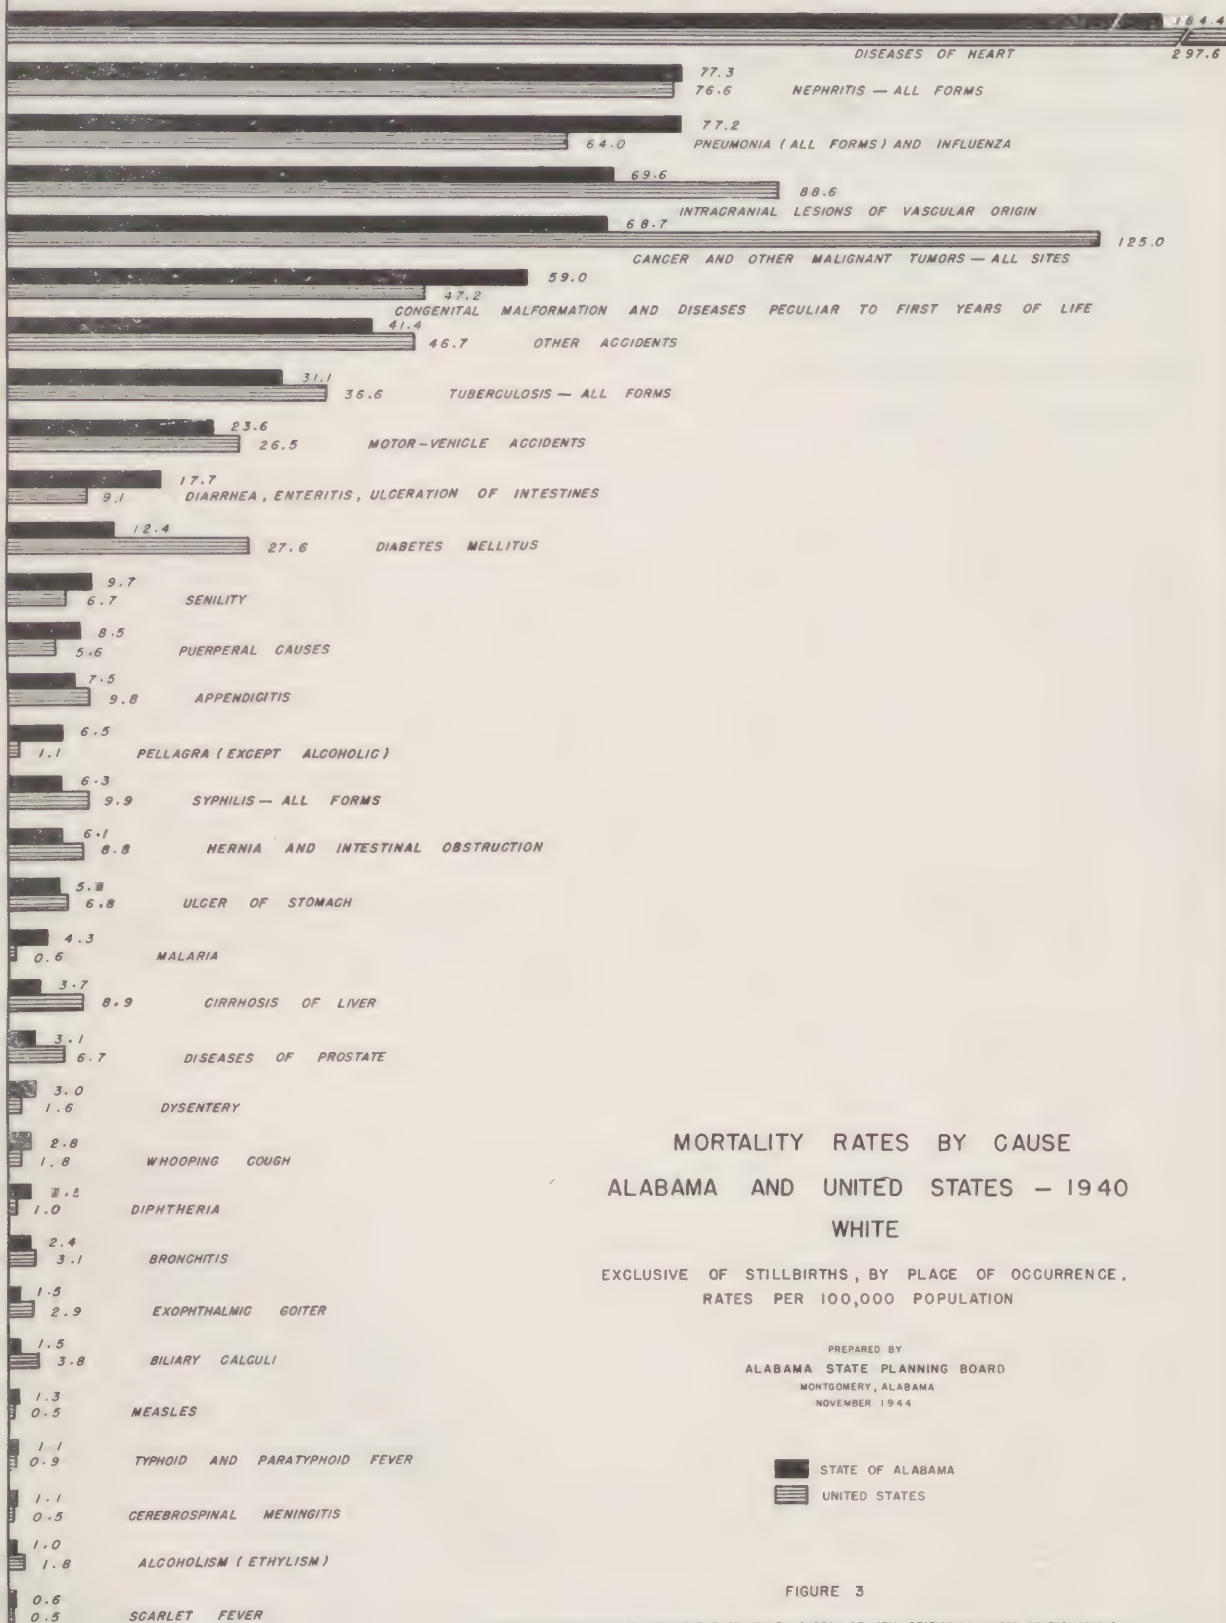 164.4
DISEASES OF HEART 297.6
77.3
76.6 NEPHRITIS — ALL FORMS
77.2
64.0 PNEUMONIA (ALL FORMS) AND INFLUENZA
69.6
88.6
INTRACRANIAL LESIONS OF VASCULAR ORIGIN
68.7
125.0
CANCER AND OTHER MALIGNANT TUMORS — ALL SITES
59.0
47.2
CONGENITAL MALFORMATION AND DISEASES PECULIAR TO FIRST YEARS OF LIFE
41.4
46.7 OTHER ACCIDENTS
31.1
36.6 TUBERCULOSIS — ALL FORMS
23.6
26.5 MOTOR-VEHICLE ACCIDENTS
17.7
9.1 DIARRHEA, ENTERITIS, ULCERATION OF INTESTINES
12.4
27.6 DIABETES MELLITUS
9.7
6.7 SENILITY
8.5
5.6 PUERPERAL CAUSES
7.5
9.8 APPENDICITIS
6.5
1.1 PELLAGRA (EXCEPT ALCOHOLIC)
6.3
9.9 SYPHILIS — ALL FORMS
6.1
8.8 HERNIA AND INTESTINAL OBSTRUCTION
6.8 ULCER OF STOMACH
4.3
0.6 MALARIA
3.7
8.9 CIRRHOSIS OF LIVER
3.1
6.7 DISEASES OF PROSTATE
3.0
1.6 DYSENTERY
2.8
1.8 WHOOPING COUGH
1.0 DIPHTHERIA
2.4
3.1 BRONCHITIS
1.5
2.9 EXOPHTHALMIC GOITER
1.5
3.8 BILIARY CALCULI
1.3
0.5 MEASLES
1.1
0.9 TYPHOID AND PARATYPHOID FEVER
1.1
0.5 CEREBROSPINAL MENINGITIS
1.0
1.8 ALCOHOLISM (ETHYLISM)
0.6
0.5 SCARLET FEVER
MORTALITY RATES BY CAUSE
ALABAMA AND UNITED STATES — 1940
WHITE
EXCLUSIVE OF STILLBIRTHS, BY PLACE OF OCCURRENCE,
RATES PER 100,000 POPULATION
PREPARED BY
ALABAMA STATE PLANNING BOARD
MONTGOMERY, ALABAMA
NOVEMBER 1944
STATE OF ALABAMA
UNITED STATES
FIGURE 3